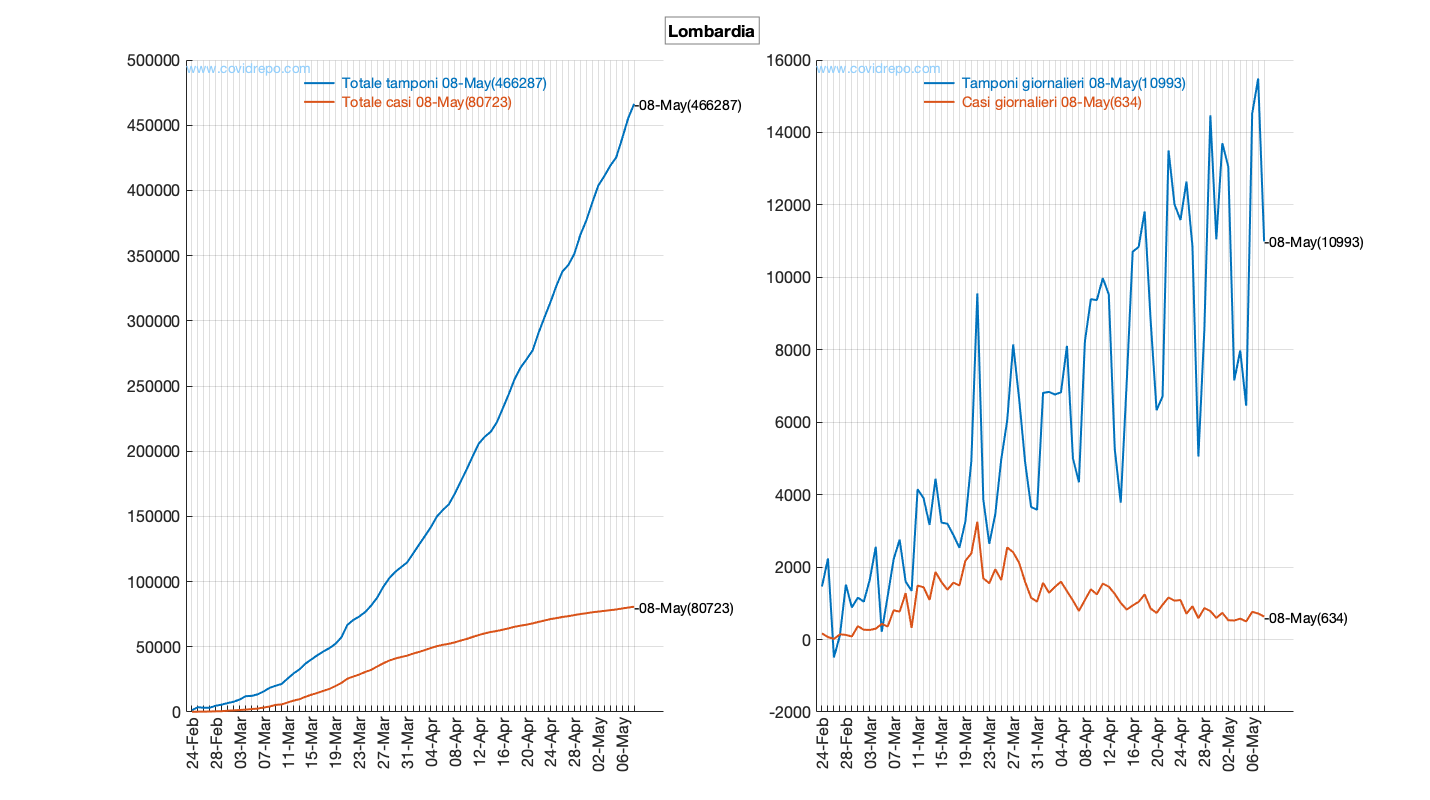 Lombardia
www.covidrepo.com
Totale tamponi 08-May(466287)
Totale casi 08-May(80723)
500000
450000
400000
350000
300000
250000
200000
150000
100000
50000
0
-08-May(466287)
-08-May(80723)
24-Feb
28-Feb
03-Mar
07-Mar
11-Mar
15-Mar
19-Mar
23-Mar
27-Mar
31-Mar
04-Apr
08-Apr
12-Apr
16-Apr
20-Apr
24-Apr
28-Apr
02-May
06-May
www.covidrepo.com
Tamponi giornalieri 08-May(10993)
Casi giornalieri 08-May(634)
16000
14000
12000
10000
8000
6000
4000
2000
0
-2000
-08-May(10993)
-08-May(634)
24-Feb
28-Feb
03-Mar
07-Mar
11-Mar
15-Mar
19-Mar
23-Mar
27-Mar
31-Mar
04-Apr
08-Apr
12-Apr
16-Apr
20-Apr
24-Apr
28-Apr
02-May
06-May